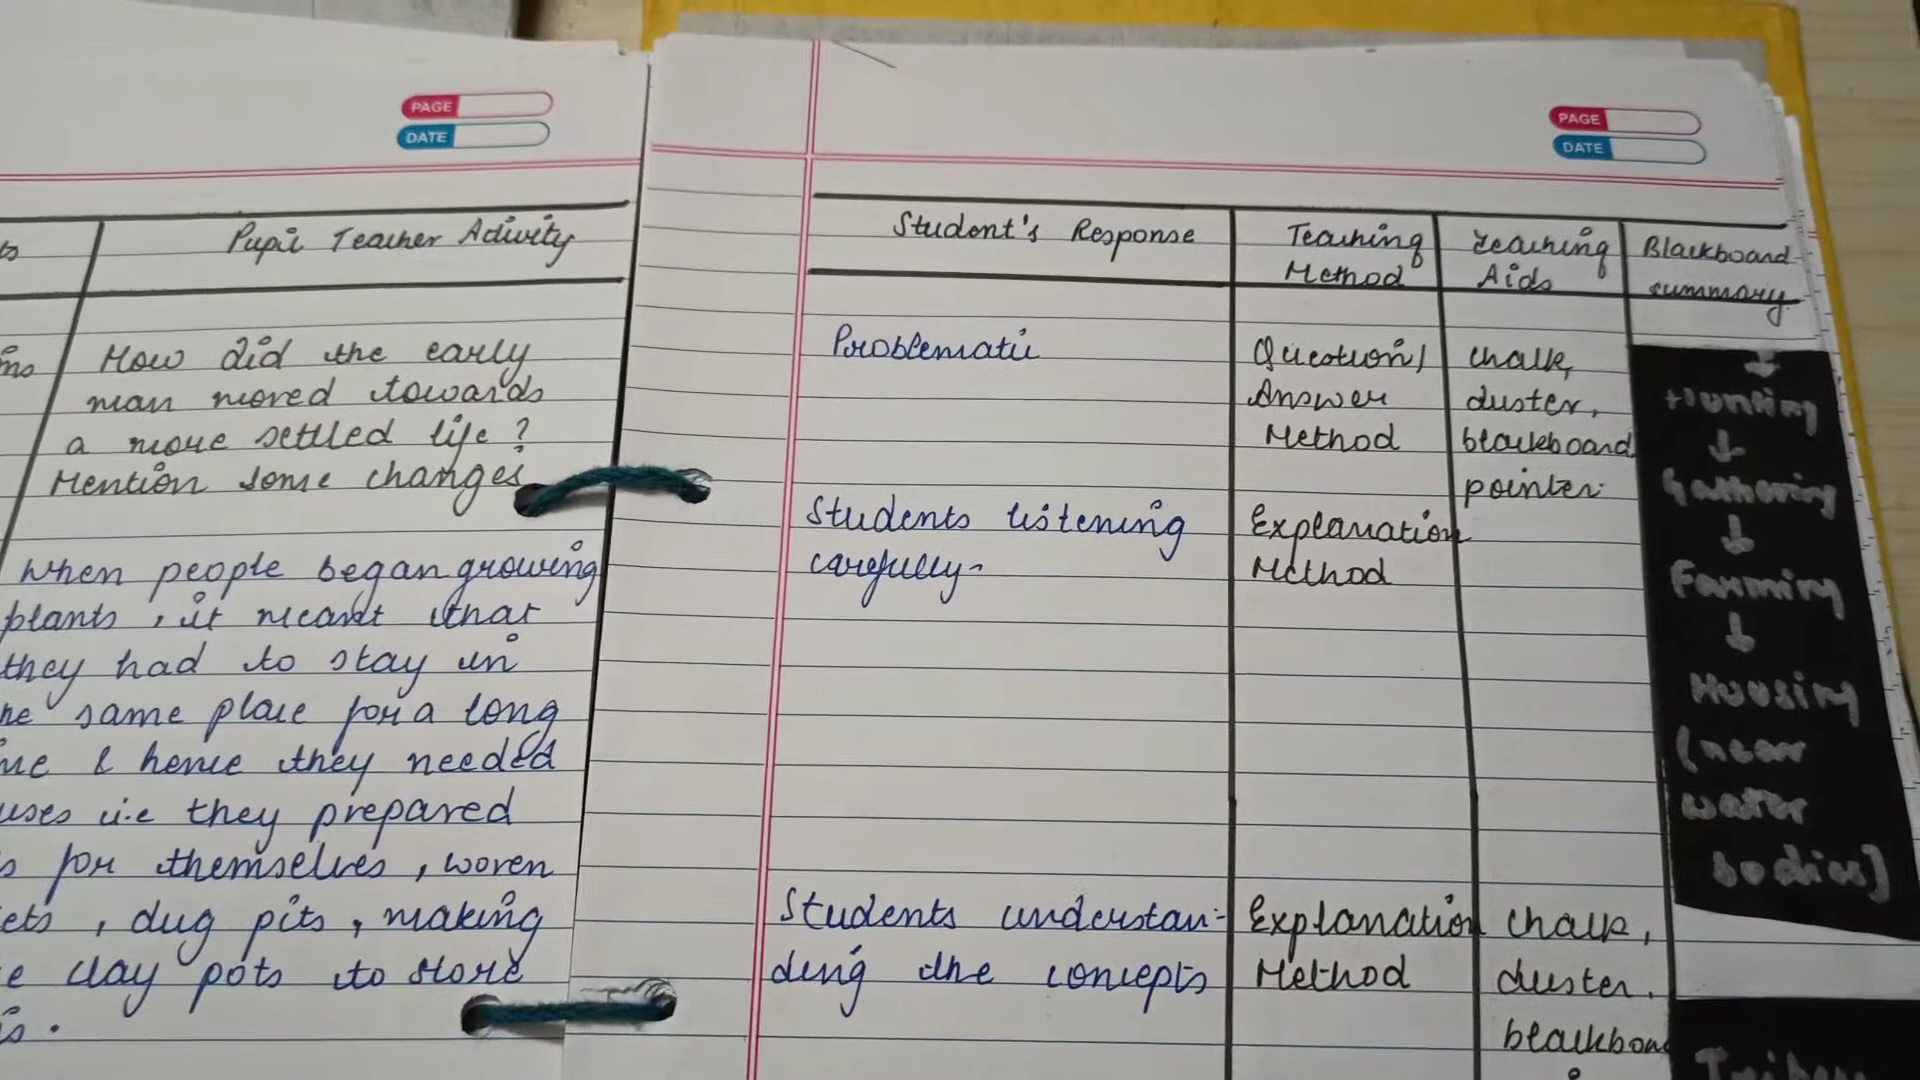 PAGE
DATE
Pupil Teacher Activity
How did the early
man moved towards
a more settled life?
Mention some changes.
When people began growing
plants, it meant that
they had to stay in
same place for a long
& hence they needed
i.e they prepared
for themselves, woven
, dug pits, making
clay pots to store
PAGE
DATE
Student's Response
Teaching
Method
Teaching
Aids
Blackboard
summary
Problematic
Question/
Answer
Method
chalk,
duster,
blackboard
pointer.
Students listening
carefully.
Explanation
Method
Students understan-
ding the concepts
Explanation
Method
chalk,
duster.
Hunting
Gathering
Farming
Housing
(near
water
bodies)